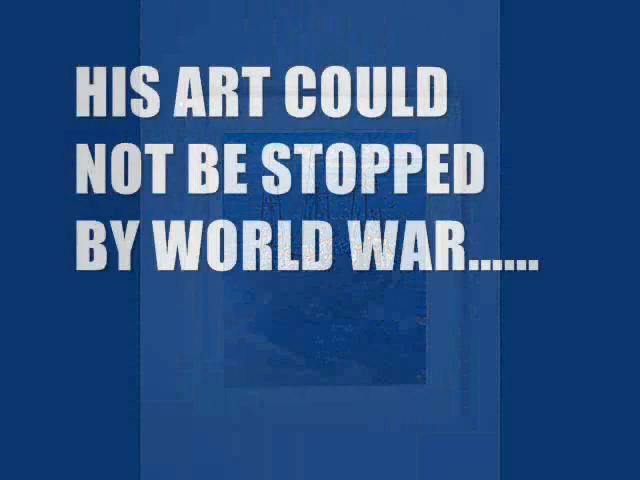 HIS ART COULD
NOT BE STOPPED
BY WORLD WAR......